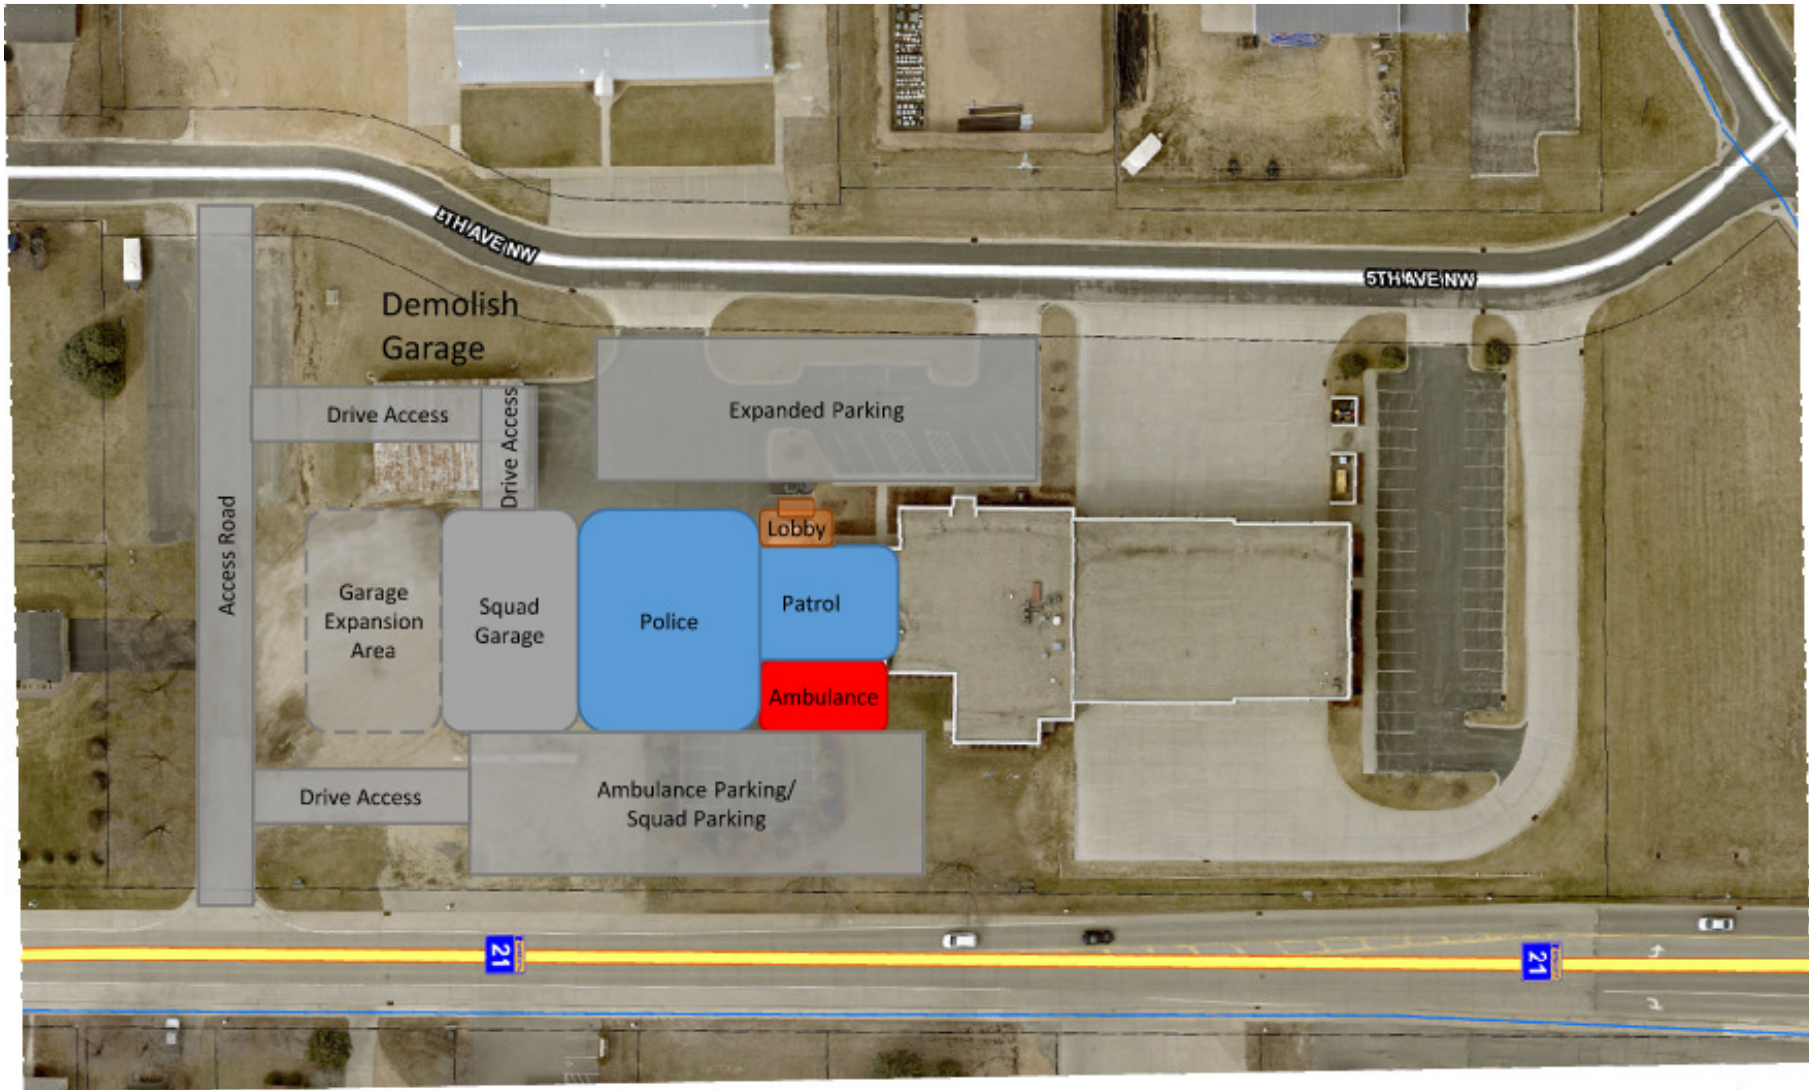 5TH AVE NW
5TH AVE NW
Demolish
Garage
Drive Access
Drive Access
Expanded Parking
Access Road
Lobby
Garage
Expansion
Area
Squad
Garage
Police
Patrol
Ambulance
Drive Access
Ambulance Parking/
Squad Parking
21
21